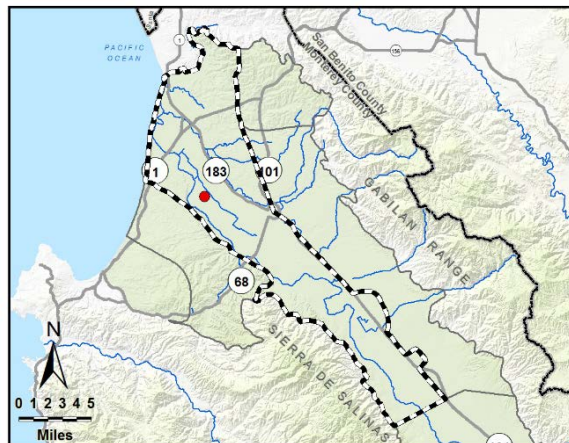 1
156
San Benito County
Monterey County
PACIFIC
OCEAN
183
101
1
GABILAN RANGE
68
SIERRA DE SALINAS
N
0 1 2 3 4 5
Miles